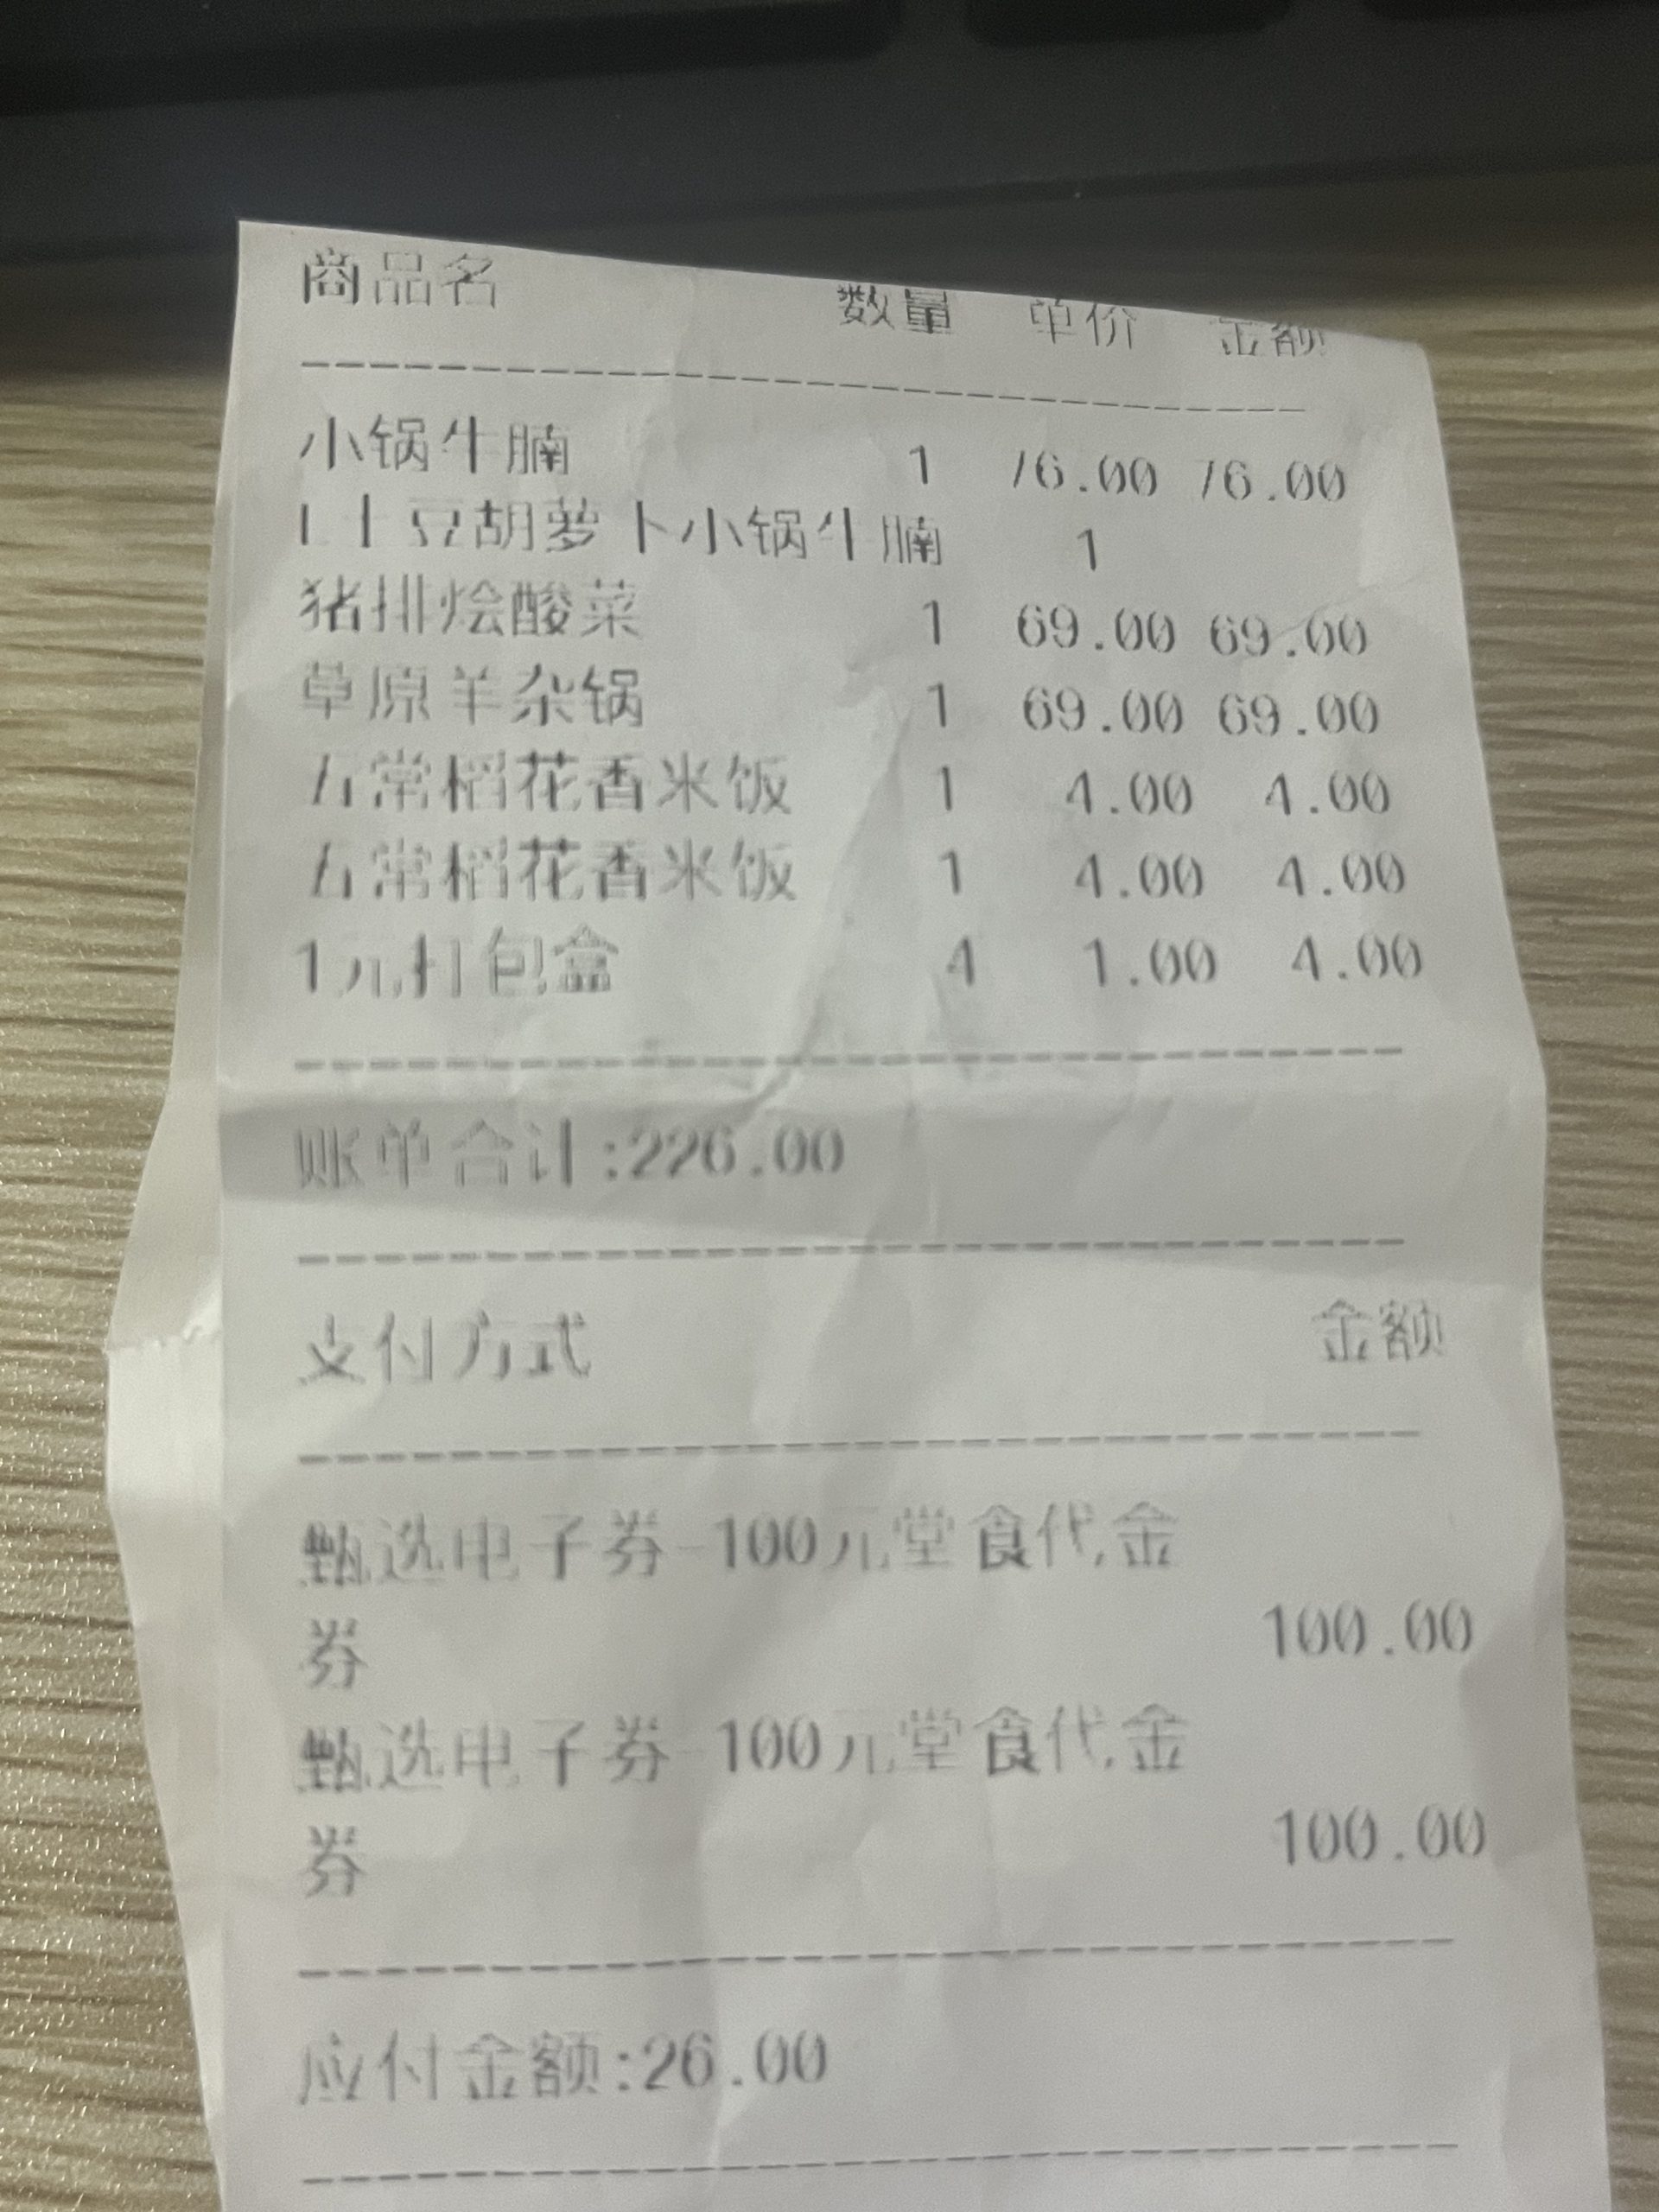 商品名 数量 单价 金额
小锅牛腩 1 76.00 76.00
└土豆胡萝卜小锅牛腩 1
猪排烩酸菜 1 69.00 69.00
草原羊杂锅 1 69.00 69.00
五常稻花香米饭 1 4.00 4.00
五常稻花香米饭 1 4.00 4.00
1元打包盒 4 1.00 4.00
账单合计:226.00
支付方式 金额
甄选电子券-100元堂食代金
券 100.00
甄选电子券-100元堂食代金
券 100.00
应付金额:26.00